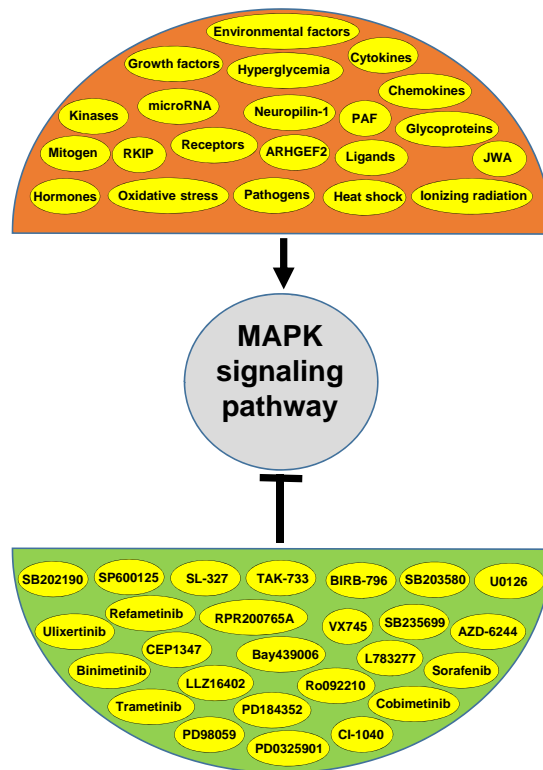 Environmental factors
Cytokines
Growth factors
Hyperglycemia
Chemokines
microRNA
Neuropilin-1
Kinases
PAF
Glycoproteins
Mitogen
RKIP
Receptors
ARHGEF2
Ligands
JWA
Hormones
Oxidative stress
Pathogens
Heat shock
Ionizing radiation
MAPK
signaling
pathway
SB202190
SP600125
SL-327
TAK-733
BIRB-796
SB203580
U0126
Refametinib
RPR200765A
VX745
SB235699
Ulixertinib
AZD-6244
CEP1347
Bay439006
L783277
Binimetinib
Sorafenib
LLZ16402
Ro092210
Trametinib
PD184352
Cobimetinib
PD98059
PD0325901
CI-1040